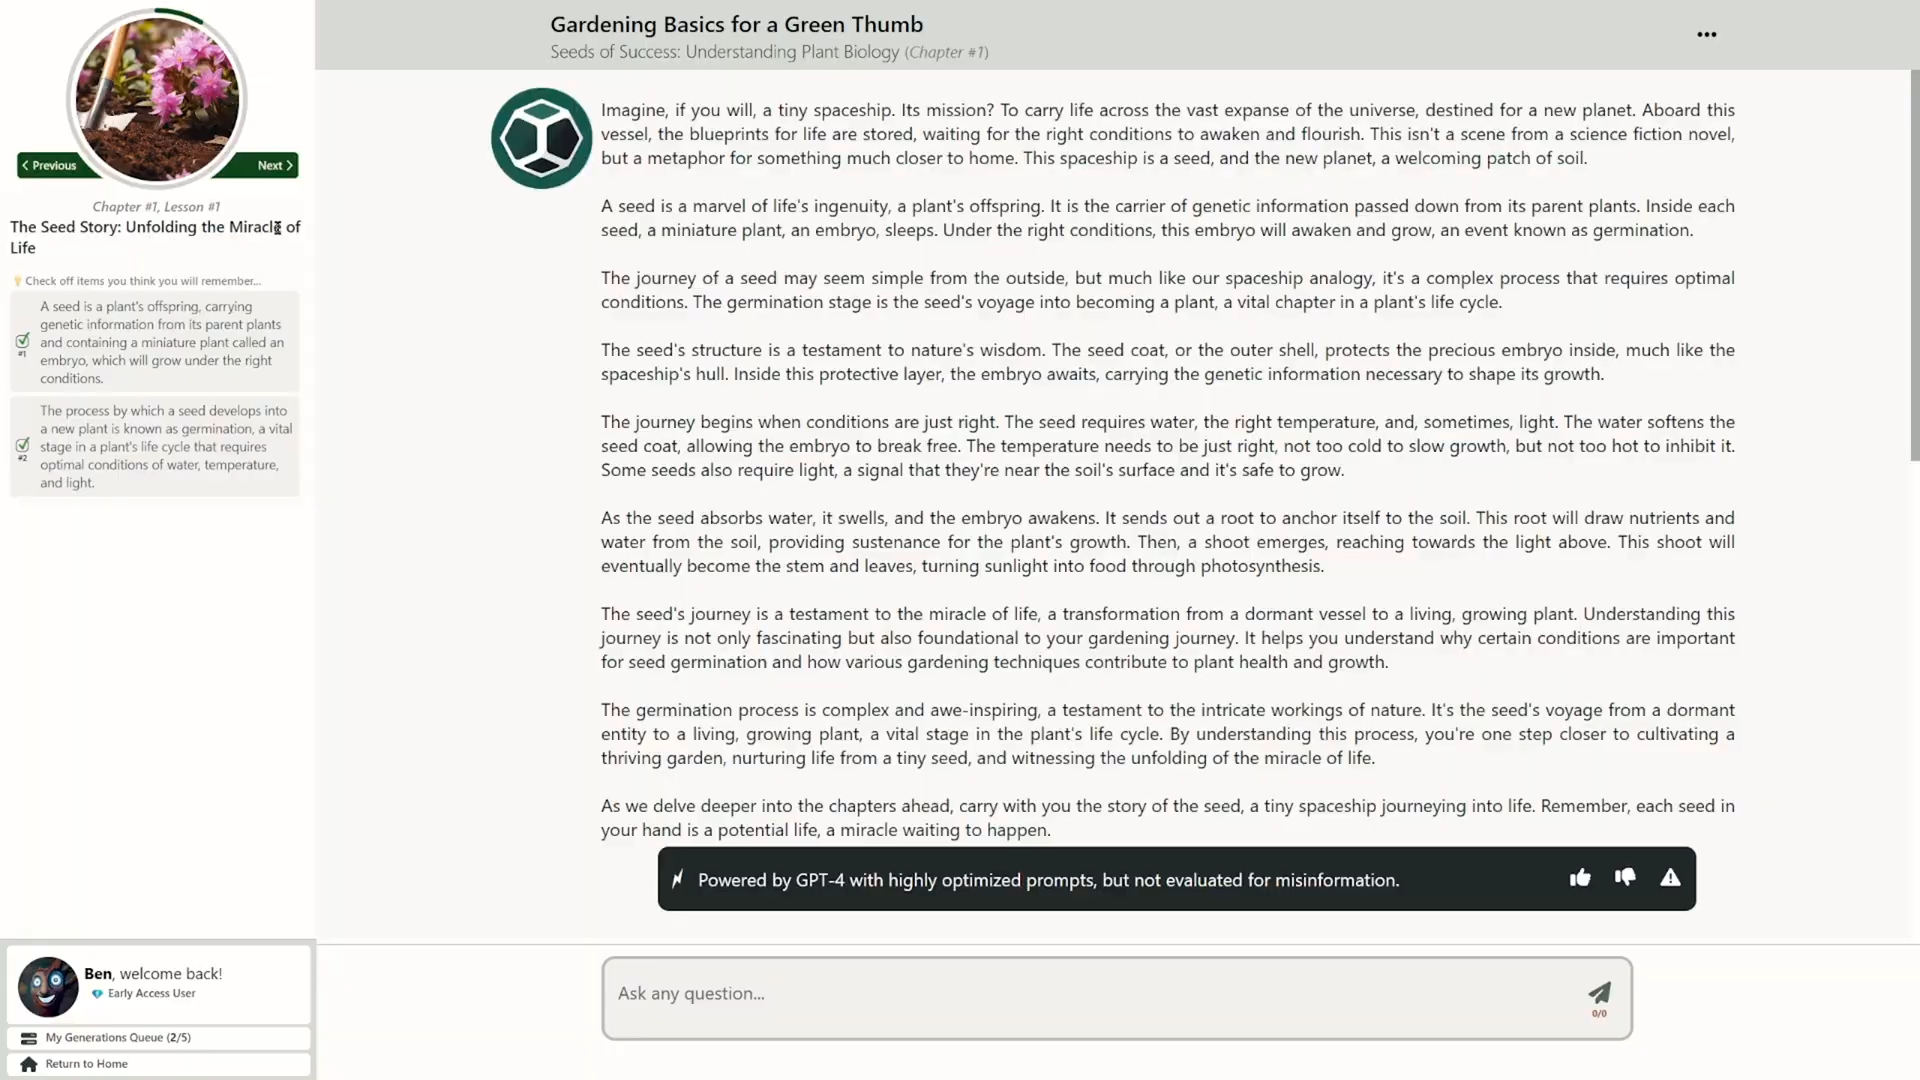 Gardening Basics for a Green Thumb
Seeds of Success: Understanding Plant Biology (Chapter #1)
Previous
Next
Chapter #1, Lesson #1
The Seed Story: Unfolding the Miracle of
Life
Check off items you think you will remember...
A seed is a plant's offspring, carrying
genetic information from its parent plants
and containing a miniature plant called an
embryo, which will grow under the right
conditions.
#1
The process by which a seed develops into
a new plant is known as germination, a vital
stage in a plant's life cycle that requires
optimal conditions of water, temperature,
and light.
#2
Imagine, if you will, a tiny spaceship. Its mission? To carry life across the vast expanse of the universe, destined for a new planet. Aboard this
vessel, the blueprints for life are stored, waiting for the right conditions to awaken and flourish. This isn't a scene from a science fiction novel,
but a metaphor for something much closer to home. This spaceship is a seed, and the new planet, a welcoming patch of soil.
A seed is a marvel of life's ingenuity, a plant's offspring. It is the carrier of genetic information passed down from its parent plants. Inside each
seed, a miniature plant, an embryo, sleeps. Under the right conditions, this embryo will awaken and grow, an event known as germination.
The journey of a seed may seem simple from the outside, but much like our spaceship analogy, it's a complex process that requires optimal
conditions. The germination stage is the seed's voyage into becoming a plant, a vital chapter in a plant's life cycle.
The seed's structure is a testament to nature's wisdom. The seed coat, or the outer shell, protects the precious embryo inside, much like the
spaceship's hull. Inside this protective layer, the embryo awaits, carrying the genetic information necessary to shape its growth.
The journey begins when conditions are just right. The seed requires water, the right temperature, and, sometimes, light. The water softens the
seed coat, allowing the embryo to break free. The temperature needs to be just right, not too cold to slow growth, but not too hot to inhibit it.
Some seeds also require light, a signal that they're near the soil's surface and it's safe to grow.
As the seed absorbs water, it swells, and the embryo awakens. It sends out a root to anchor itself to the soil. This root will draw nutrients and
water from the soil, providing sustenance for the plant's growth. Then, a shoot emerges, reaching towards the light above. This shoot will
eventually become the stem and leaves, turning sunlight into food through photosynthesis.
The seed's journey is a testament to the miracle of life, a transformation from a dormant vessel to a living, growing plant. Understanding this
journey is not only fascinating but also foundational to your gardening journey. It helps you understand why certain conditions are important
for seed germination and how various gardening techniques contribute to plant health and growth.
The germination process is complex and awe-inspiring, a testament to the intricate workings of nature. It's the seed's voyage from a dormant
entity to a living, growing plant, a vital stage in the plant's life cycle. By understanding this process, you're one step closer to cultivating a
thriving garden, nurturing life from a tiny seed, and witnessing the unfolding of the miracle of life.
As we delve deeper into the chapters ahead, carry with you the story of the seed, a tiny spaceship journeying into life. Remember, each seed in
your hand is a potential life, a miracle waiting to happen.
Powered by GPT-4 with highly optimized prompts, but not evaluated for misinformation.
Ben, welcome back!
Early Access User
My Generations Queue (2/5)
Return to Home
Ask any question...
0/0